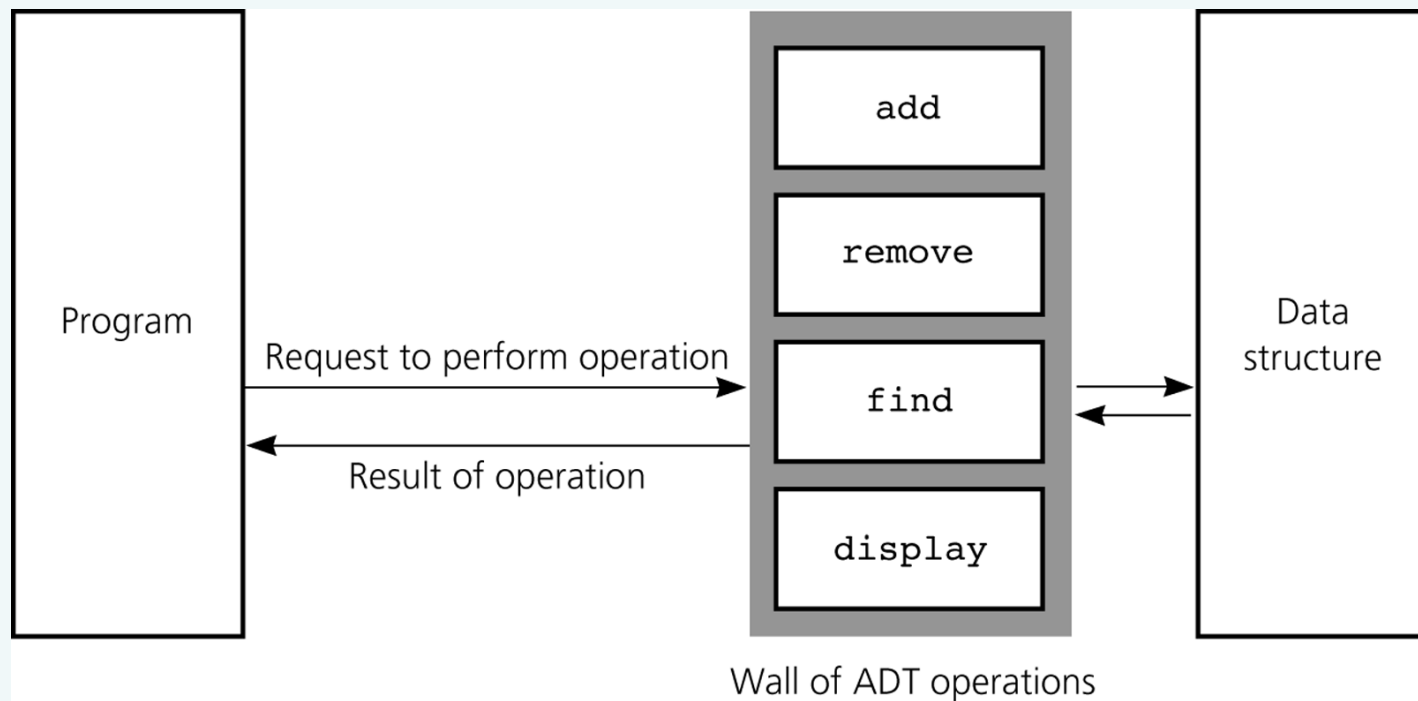 add
remove
Program
Data
structure
Request to perform operation
find
Result of operation
display
Wall of ADT operations